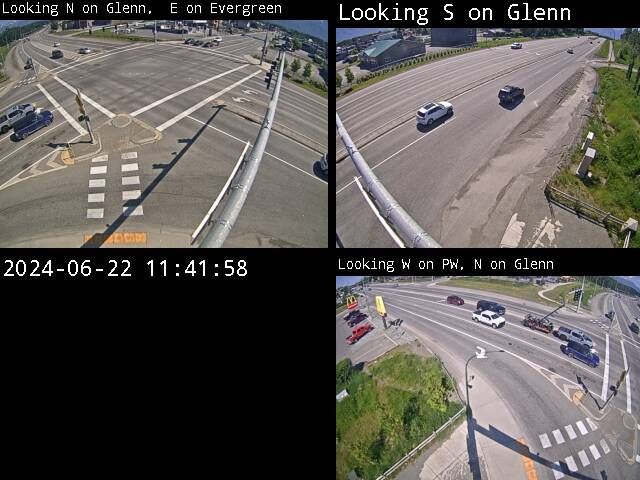 Looking N on Glenn,  E on Evergreen
Looking S on Glenn
2024-06-22 11:41:58
Looking W on PW, N on Glenn